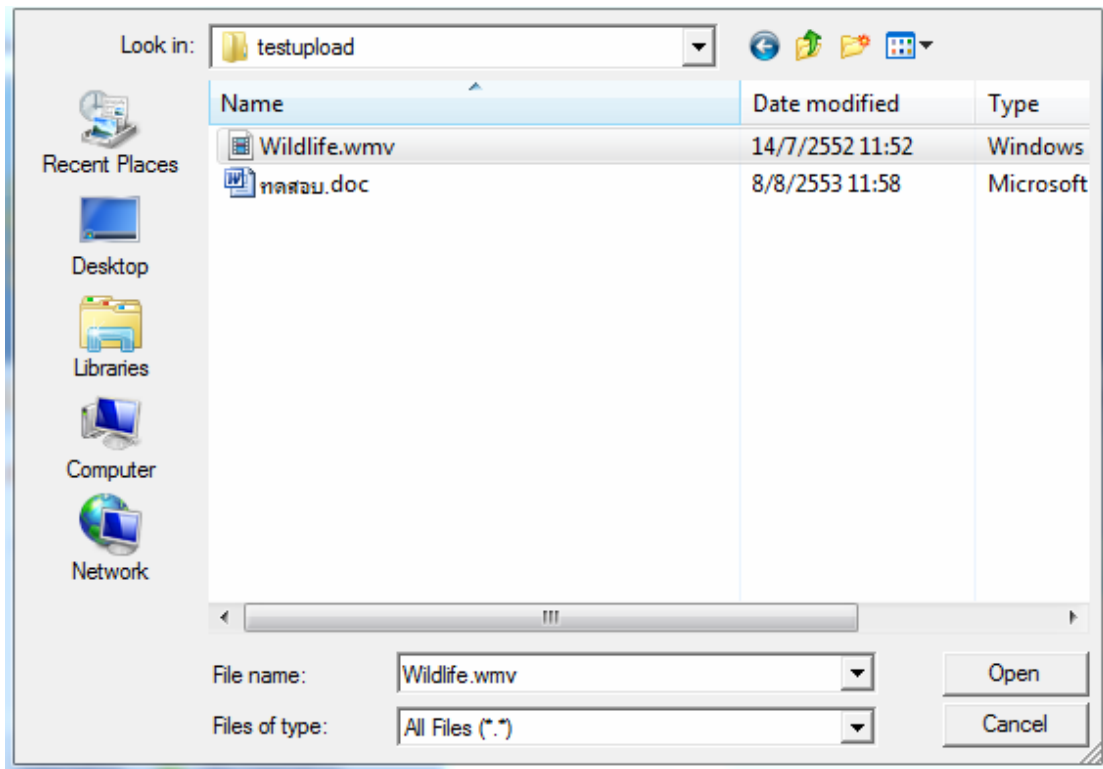 Look in: testupload
Name Date modified Type
Wildlife.wmv 14/7/2552 11:52 Windows
ทดสอบ.doc 8/8/2553 11:58 Microsoft
Recent Places
Desktop
Libraries
Computer
Network
File name: Wildlife.wmv Open
Files of type: All Files (*.*) Cancel